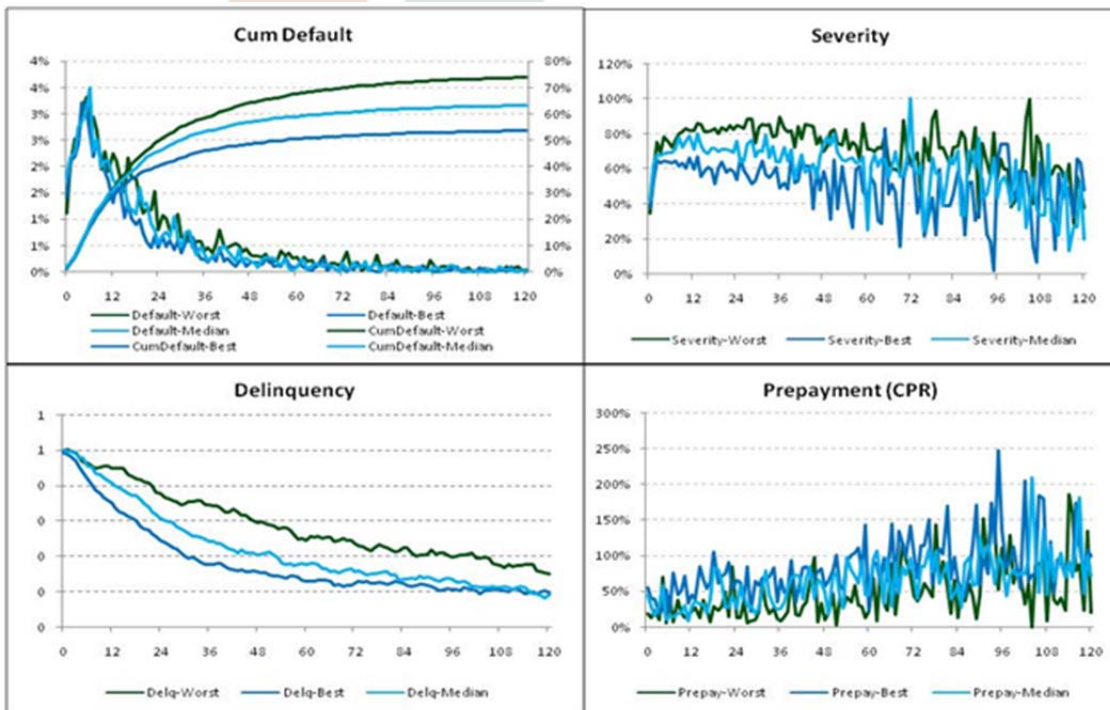 Cum Default
4%
4%
3%
3%
2%
2%
1%
1%
0%
80%
70%
60%
50%
40%
30%
20%
10%
0%
0 12 24 36 48 60 72 84 96 108 120
Default-Worst Default-Best
Default-Median CumDefault-Worst
CumDefault-Best CumDefault-Median
Severity
120%
100%
80%
60%
40%
20%
0%
0 12 24 36 48 60 72 84 96 108 120
Severity-Worst Severity-Best Severity-Median
Delinquency
1
1
0
0
0
0
0
0 12 24 36 48 60 72 84 96 108 120
Delq-Worst Delq-Best Delq-Median
Prepayment (CPR)
300%
250%
200%
150%
100%
50%
0%
0 12 24 36 48 60 72 84 96 108 120
Prepay-Worst Prepay-Best Prepay-Median